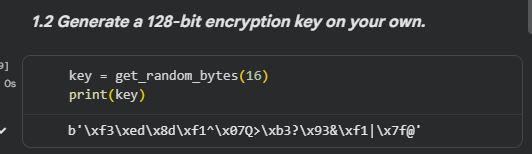 1.2 Generate a 128-bit encryption key on your own.
9]
0s
key = get_random_bytes(16)
print(key)
b'\xf3\xed\x8d\xf1^\x07Q>\xb3?\x93&\xf1|\x7f@'